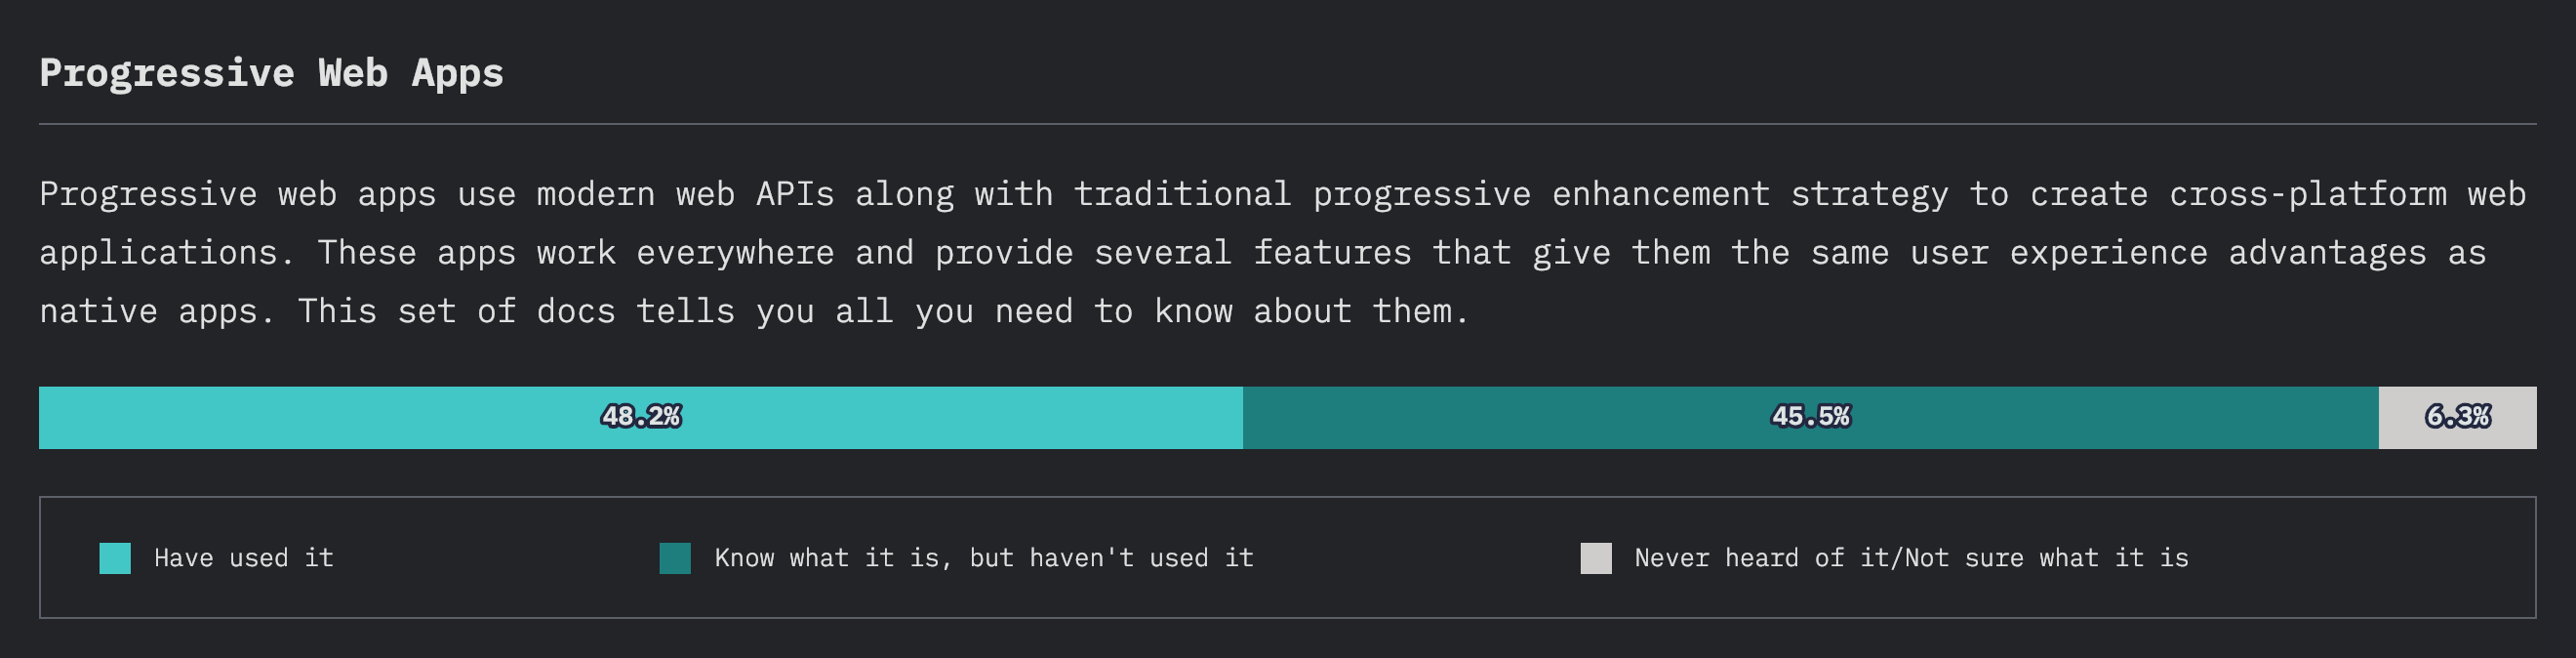 Progressive Web Apps
Progressive web apps use modern web APIs along with traditional progressive enhancement strategy to create cross-platform web
applications. These apps work everywhere and provide several features that give them the same user experience advantages as
native apps. This set of docs tells you all you need to know about them.
48.2% 45.5% 6.3%
Have used it Know what it is, but haven't used it Never heard of it/Not sure what it is